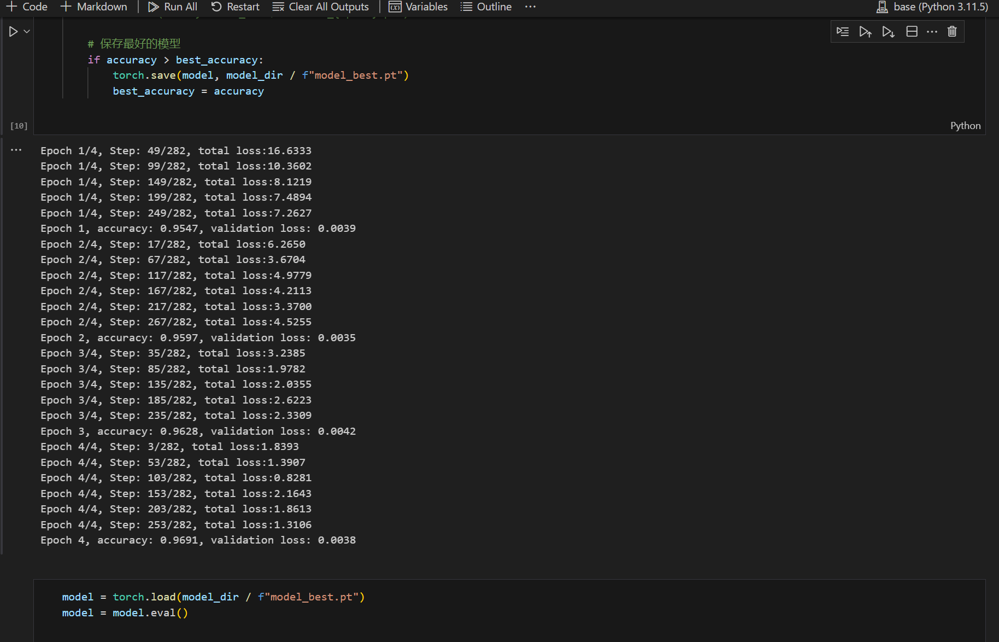 Code Markdown Run All Restart Clear All Outputs Variables Outline ··· base (Python 3.11.5)
# 保存最好的模型
if accuracy > best_accuracy:
torch.save(model, model_dir / f"model_best.pt")
best_accuracy = accuracy
[10]
Python
Epoch 1/4, Step: 49/282, total loss:16.6333
Epoch 1/4, Step: 99/282, total loss:10.3602
Epoch 1/4, Step: 149/282, total loss:8.1219
Epoch 1/4, Step: 199/282, total loss:7.4894
Epoch 1/4, Step: 249/282, total loss:7.2627
Epoch 1, accuracy: 0.9547, validation loss: 0.0039
Epoch 2/4, Step: 17/282, total loss:6.2650
Epoch 2/4, Step: 67/282, total loss:3.6704
Epoch 2/4, Step: 117/282, total loss:4.9779
Epoch 2/4, Step: 167/282, total loss:4.2113
Epoch 2/4, Step: 217/282, total loss:3.3700
Epoch 2/4, Step: 267/282, total loss:4.5255
Epoch 2, accuracy: 0.9597, validation loss: 0.0035
Epoch 3/4, Step: 35/282, total loss:3.2385
Epoch 3/4, Step: 85/282, total loss:1.9782
Epoch 3/4, Step: 135/282, total loss:2.0355
Epoch 3/4, Step: 185/282, total loss:2.6223
Epoch 3/4, Step: 235/282, total loss:2.3309
Epoch 3, accuracy: 0.9628, validation loss: 0.0042
Epoch 4/4, Step: 3/282, total loss:1.8393
Epoch 4/4, Step: 53/282, total loss:1.3907
Epoch 4/4, Step: 103/282, total loss:0.8281
Epoch 4/4, Step: 153/282, total loss:2.1643
Epoch 4/4, Step: 203/282, total loss:1.8613
Epoch 4/4, Step: 253/282, total loss:1.3106
Epoch 4, accuracy: 0.9691, validation loss: 0.0038
model = torch.load(model_dir / f"model_best.pt")
model = model.eval()